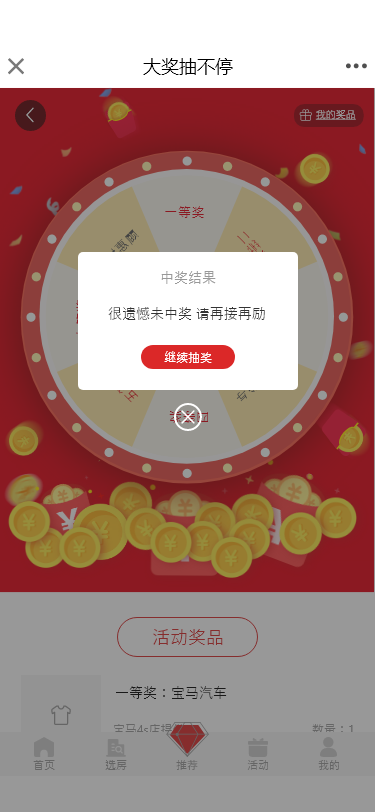 大奖抽不停
我的奖品
一等奖
中奖结果
很遗憾未中奖 请再接再励
继续抽奖
活动奖品
一等奖：宝马汽车
宝马4s店提
数量：1
首页
选房
推荐
活动
我的